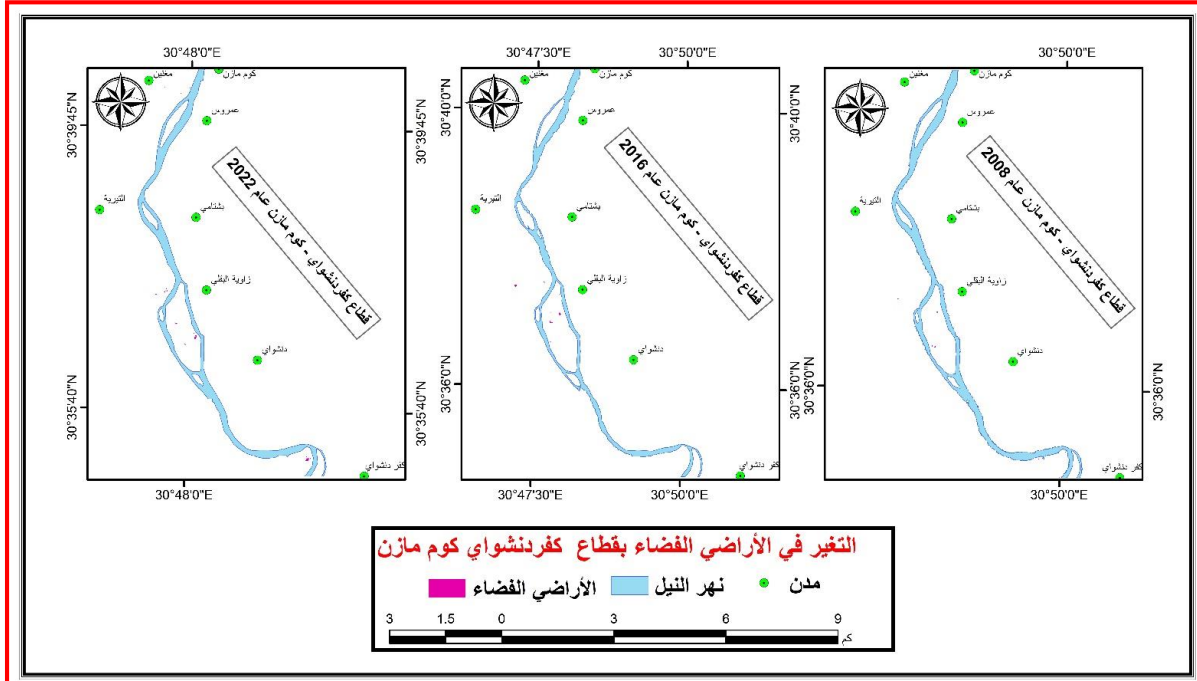 30°50'0"E
30°40'0"N
30°36'0"N
كوم مازن
مغنين
عمروس
التيرية
بشتامي
زاوية البقلي
دنشواي
كفر دنشواي
قطاع كفردنشواي - كوم مازن عام 2008
30°50'0"E
30°47'30"E
30°50'0"E
30°40'0"N
30°36'0"N
30°36'0"N
كوم مازن
مغنين
عمروس
التيرية
بشتامي
زاوية البقلي
دنشواي
كفر دنشواي
قطاع كفردنشواي - كوم مازن عام 2016
30°47'30"E
30°50'0"E
30°48'0"E
30°39'45"N
30°39'45"N
30°40'0"N
30°35'40"N
30°35'40"N
كوم مازن
مغنين
عمروس
التيرية
بشتامي
زاوية البقلي
دنشواي
كفر دنشواي
قطاع كفردنشواي - كوم مازن عام 2022
30°48'0"E
التغير في الأراضي الفضاء بقطاع كفردنشواي كوم مازن
مدن
نهر النيل
الأراضي الفضاء
3 1.5 0 3 6 9
كم